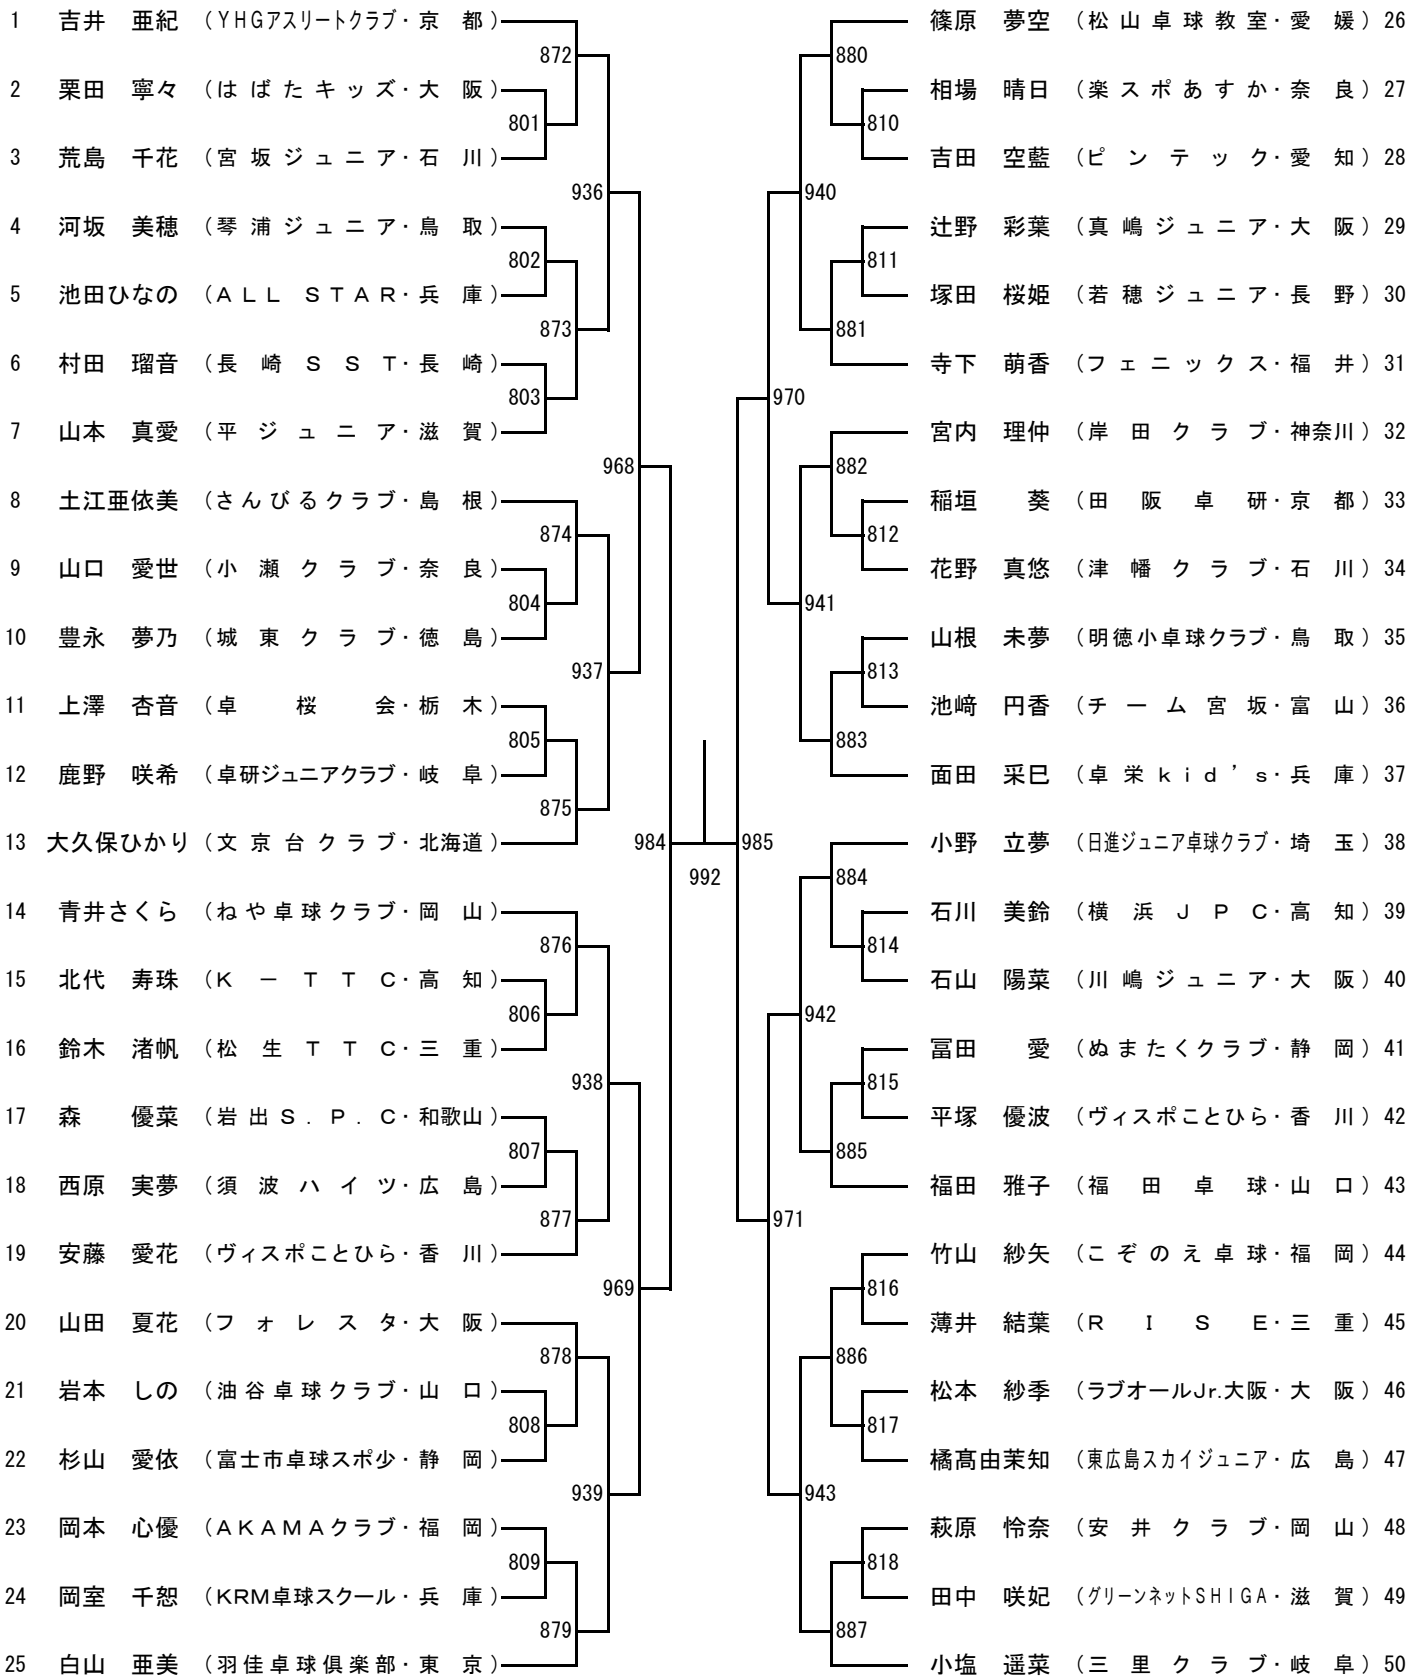 1 吉井 亜紀 (YHGアスリートクラブ・京都)
872
2 栗田 寧々 (はばたキッズ・大阪)
801
3 荒島 千花 (宮坂ジュニア・石川)
936
4 河坂 美穂 (琴浦ジュニア・鳥取)
802
5 池田ひなの (ALL STAR・兵庫)
873
6 村田 瑠音 (長崎SST・長崎)
803
7 山本 真愛 (平ジュニア・滋賀)
968
8 土江亜依美 (さんびるクラブ・島根)
874
9 山口 愛世 (小瀬クラブ・奈良)
804
10 豊永 夢乃 (城東クラブ・徳島)
937
11 上澤 杏音 (卓桜会・栃木)
805
12 鹿野 咲希 (卓研ジュニアクラブ・岐阜)
875
13 大久保ひかり (文京台クラブ・北海道)
984
992
14 青井さくら (ねや卓球クラブ・岡山)
876
15 北代 寿珠 (K-TTC・高知)
806
16 鈴木 渚帆 (松生TTC・三重)
938
17 森 優菜 (岩出S.P.C・和歌山)
807
18 西原 実夢 (須波ハイツ・広島)
877
19 安藤 愛花 (ヴィスポことひら・香川)
969
20 山田 夏花 (フォレスタ・大阪)
878
21 岩本 しの (油谷卓球クラブ・山口)
808
22 杉山 愛依 (富士市卓球スポ少・静岡)
939
23 岡本 心優 (AKAMAクラブ・福岡)
809
24 岡室 千恕 (KRM卓球スクール・兵庫)
879
25 白山 亜美 (羽佳卓球倶楽部・東京)
篠原 夢空 (松山卓球教室・愛媛) 26
880
相場 晴日 (楽スポあすか・奈良) 27
810
吉田 空藍 (ピンテック・愛知) 28
940
辻野 彩葉 (真嶋ジュニア・大阪) 29
811
塚田 桜姫 (若穂ジュニア・長野) 30
881
寺下 萌香 (フェニックス・福井) 31
970
宮内 理仲 (岸田クラブ・神奈川) 32
882
稲垣 葵 (田阪卓研・京都) 33
812
花野 真悠 (津幡クラブ・石川) 34
941
山根 未夢 (明徳小卓球クラブ・鳥取) 35
813
池﨑 円香 (チーム宮坂・富山) 36
883
面田 采巳 (卓栄kid's・兵庫) 37
985
小野 立夢 (日進ジュニア卓球クラブ・埼玉) 38
884
石川 美鈴 (横浜JPC・高知) 39
814
石山 陽菜 (川嶋ジュニア・大阪) 40
942
冨田 愛 (ぬまたくクラブ・静岡) 41
815
平塚 優波 (ヴィスポことひら・香川) 42
885
福田 雅子 (福田卓球・山口) 43
971
竹山 紗矢 (こぞのえ卓球・福岡) 44
816
薄井 結葉 (RISE・三重) 45
886
松本 紗季 (ラブオールJr.大阪・大阪) 46
817
橘髙由茉知 (東広島スカイジュニア・広島) 47
943
萩原 怜奈 (安井クラブ・岡山) 48
818
田中 咲妃 (グリーンネットSHIGA・滋賀) 49
887
小塩 遥菜 (三里クラブ・岐阜) 50